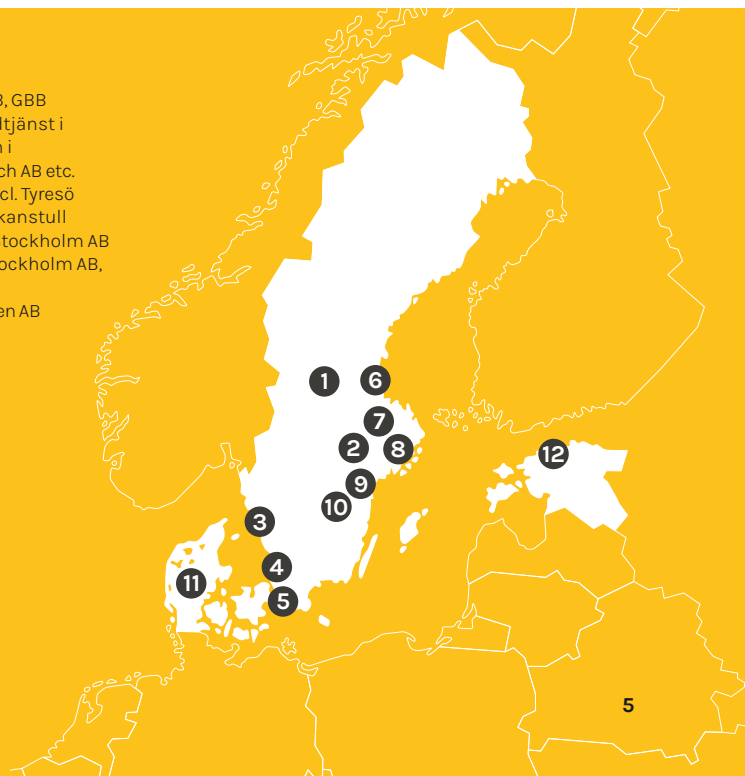 , GBB
tjänst i
i
ch AB etc.
cl. Tyresö
kanstull
tockholm AB
ockholm AB,
en AB
1
6
7
2
8
12
9
10
3
4
11
5
5